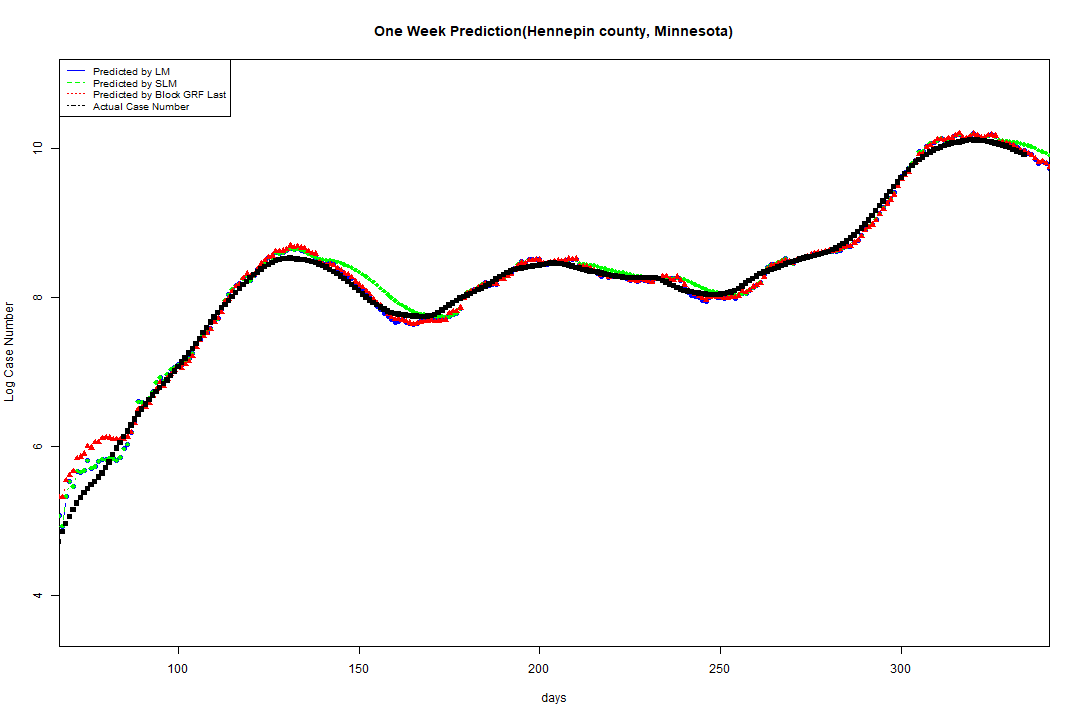 One Week Prediction(Hennepin county, Minnesota)
Predicted by LM
Predicted by SLM
Predicted by Block GRF Last
Actual Case Number
Log Case Number
10
8
6
4
100 150 200 250 300
days